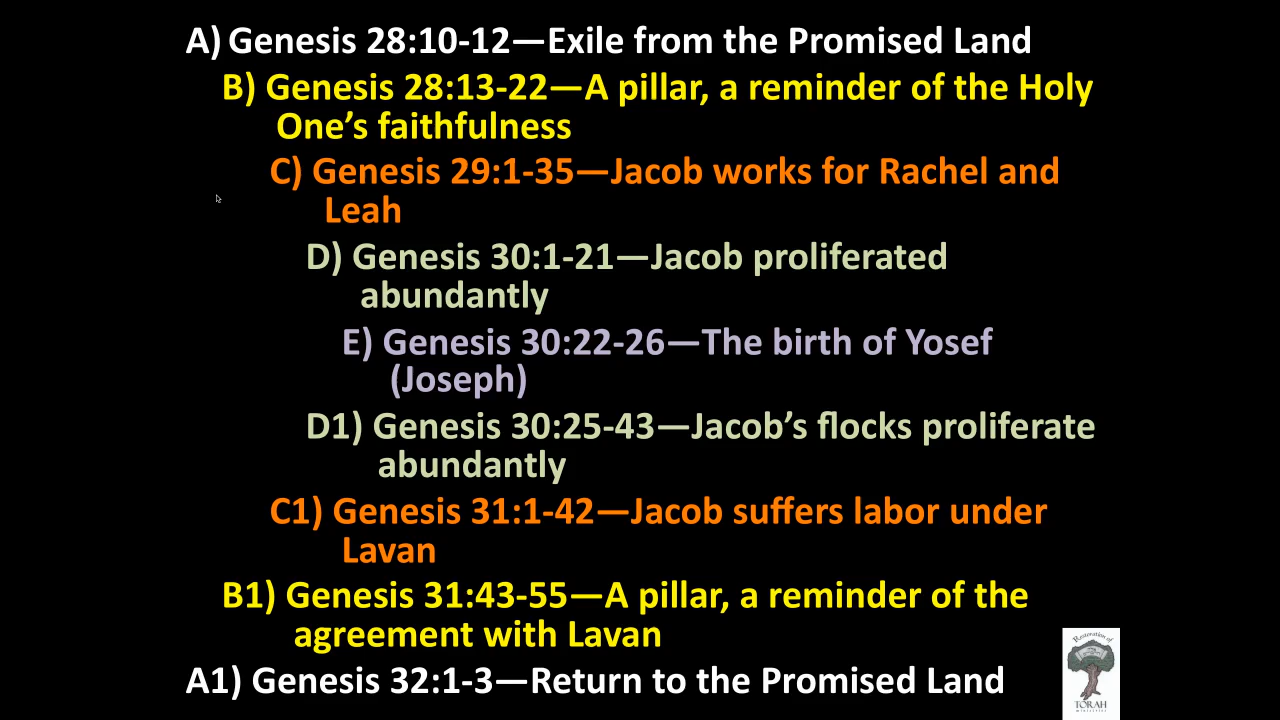 A) Genesis 28:10-12—Exile from the Promised Land
B) Genesis 28:13-22—A pillar, a reminder of the Holy
One’s faithfulness
C) Genesis 29:1-35—Jacob works for Rachel and
Leah
D) Genesis 30:1-21—Jacob proliferated
abundantly
E) Genesis 30:22-26—The birth of Yosef
(Joseph)
D1) Genesis 30:25-43—Jacob’s flocks proliferate
abundantly
C1) Genesis 31:1-42—Jacob suffers labor under
Lavan
B1) Genesis 31:43-55—A pillar, a reminder of the
agreement with Lavan
A1) Genesis 32:1-3—Return to the Promised Land
Restoration of
TORAH
ministries